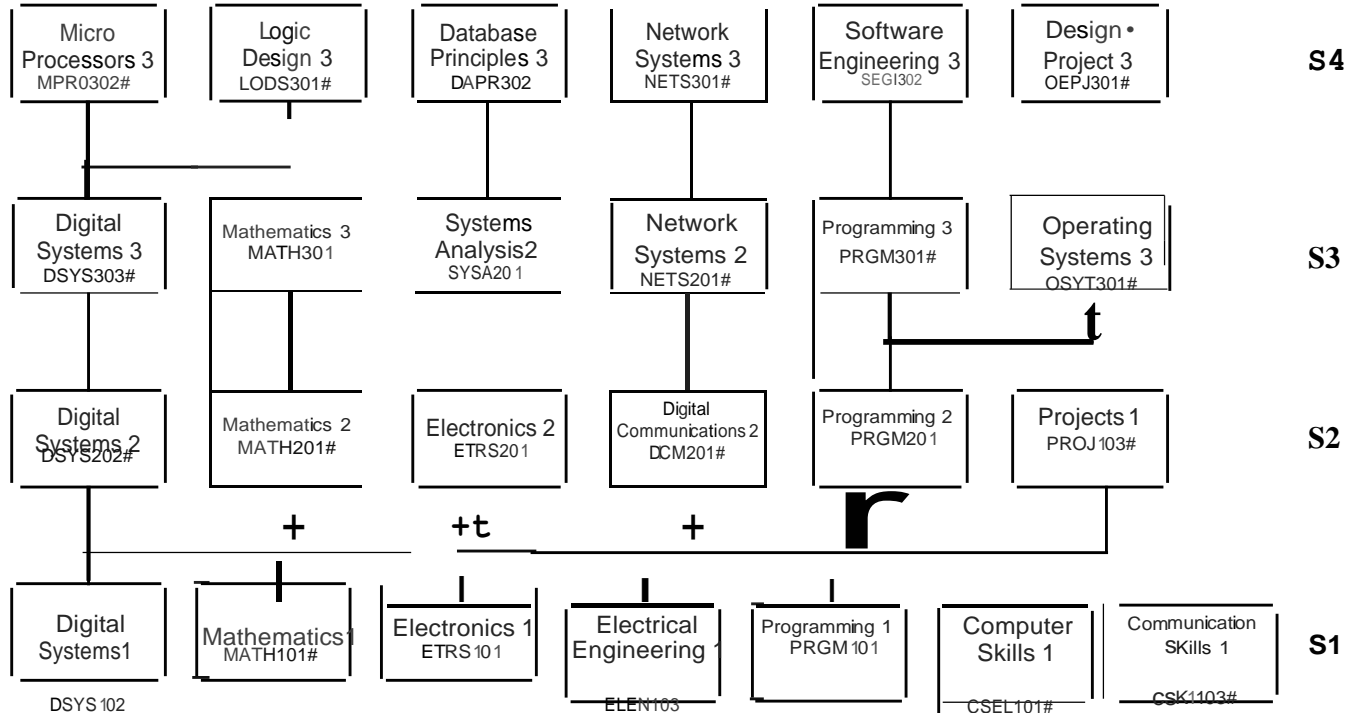 Micro
Processors 3
MPR0302#
Logic
Design 3
LODS301#
Database
Principles 3
DAPR302
Network
Systems 3
NETS301#
Software
Engineering 3
SEGI302
Design •
Project 3
OEPJ301#
S4
Digital
Systems 3
DSYS303#
Mathematics 3
MATH301
Systems
Analysis2
SYSA201
Network
Systems 2
NETS201#
Programming 3
PRGM301#
Operating
Systems 3
OSYT301#
S3
t
Digital
Systems 2
DSYS202#
Mathematics 2
MATH201#
Electronics 2
ETRS201
Digital
Communications 2
DCM201#
Programming 2
PRGM201
Projects 1
PROJ103#
S2
+
+t
+
r
Digital
Systems1
DSYS102
Mathematics1
MATH101#
Electronics 1
ETRS101
Electrical
Engineering 1
ELEN103
Programming 1
PRGM101
Computer
Skills 1
CSEL101#
Communication
SKills 1
CSK1103#
S1